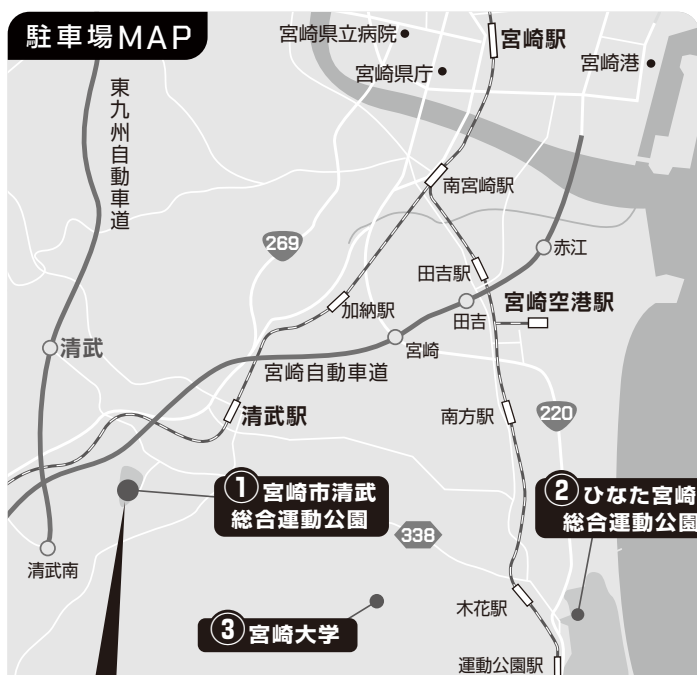 駐車場MAP
宮崎県立病院
宮崎駅
宮崎県庁
宮崎港
東九州自動車道
南宮崎駅
269
赤江
田吉駅
加納駅
田吉
宮崎空港駅
清武
宮崎
宮崎自動車道
清武駅
南方駅
220
①宮崎市清武
総合運動公園
②ひなた宮崎
総合運動公園
338
清武南
木花駅
③宮崎大学
運動公園駅